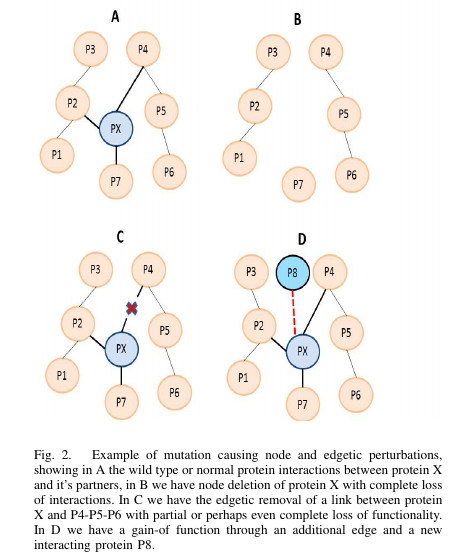 A
P3
P4
P2
P5
PX
P1
P7
P6
B
P3
P4
P2
P5
P1
P7
P6
C
P3
P4
P2
P5
PX
P1
P7
P6
D
P3
P8
P4
P2
P5
PX
P1
P7
P6
Fig. 2. Example of mutation causing node and edgetic perturbations,
showing in A the wild type or normal protein interactions between protein X
and it's partners, in B we have node deletion of protein X with complete loss
of interactions. In C we have the edgetic removal of a link between protein
X and P4-P5-P6 with partial or perhaps even complete loss of functionality.
In D we have a gain-of function through an additional edge and a new
interacting protein P8.